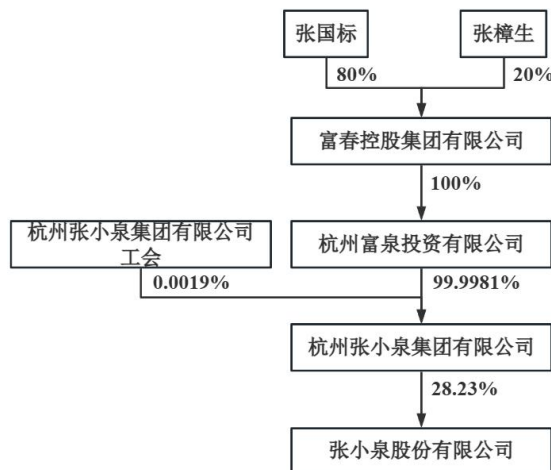 张国标
张樟生
80%
20%
富春控股集团有限公司
100%
杭州张小泉集团有限公司
工会
杭州富泉投资有限公司
0.0019%
99.9981%
杭州张小泉集团有限公司
28.23%
张小泉股份有限公司